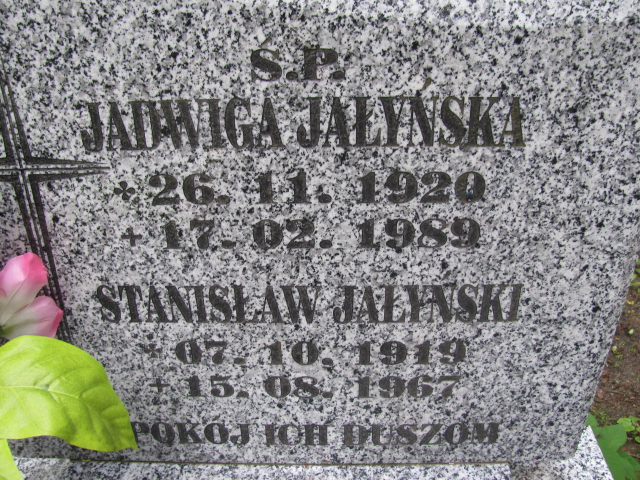 Ś.P.
JADWIGA JAŁYŃSKA
* 26. 11. 1920
+ 17. 02. 1989
STANISŁAW JAŁYŃSKI
* 07. 10. 1919
+ 15. 08. 1967
POKÓJ ICH DUSZOM